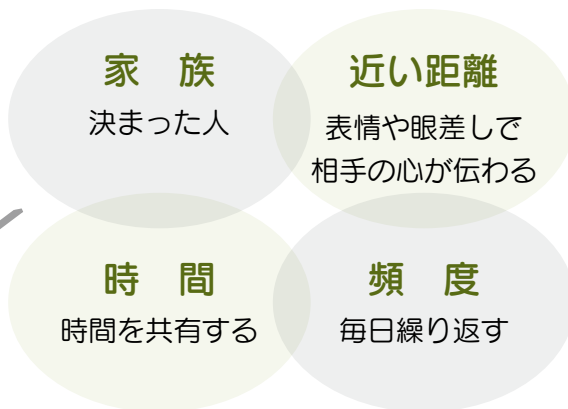 家　族
決まった人
近い距離
表情や眼差しで
相手の心が伝わる
時　間
時間を共有する
頻　度
毎日繰り返す